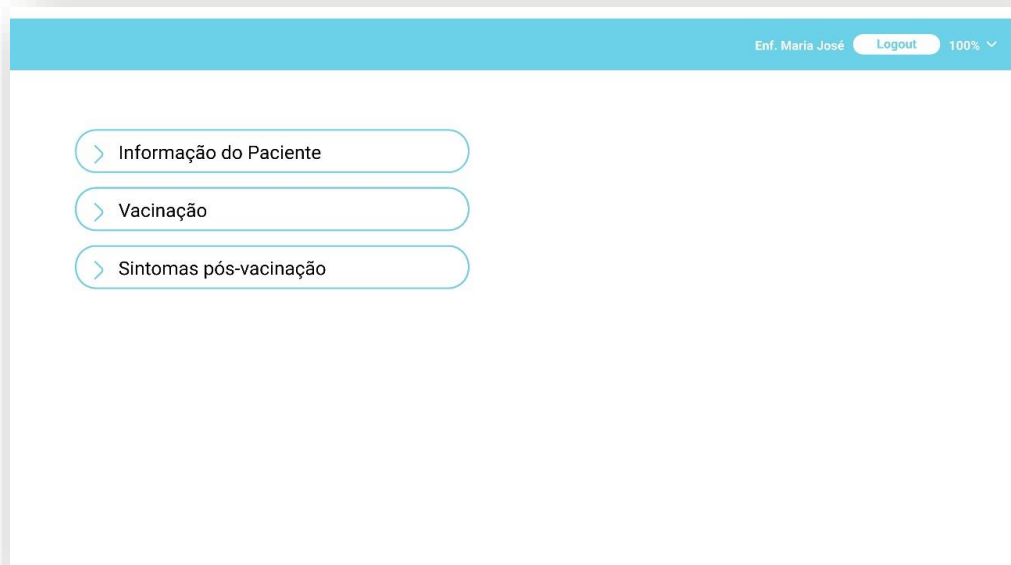 Enf. Maria José Logout 100%
Informação do Paciente
Vacinação
Sintomas pós-vacinação